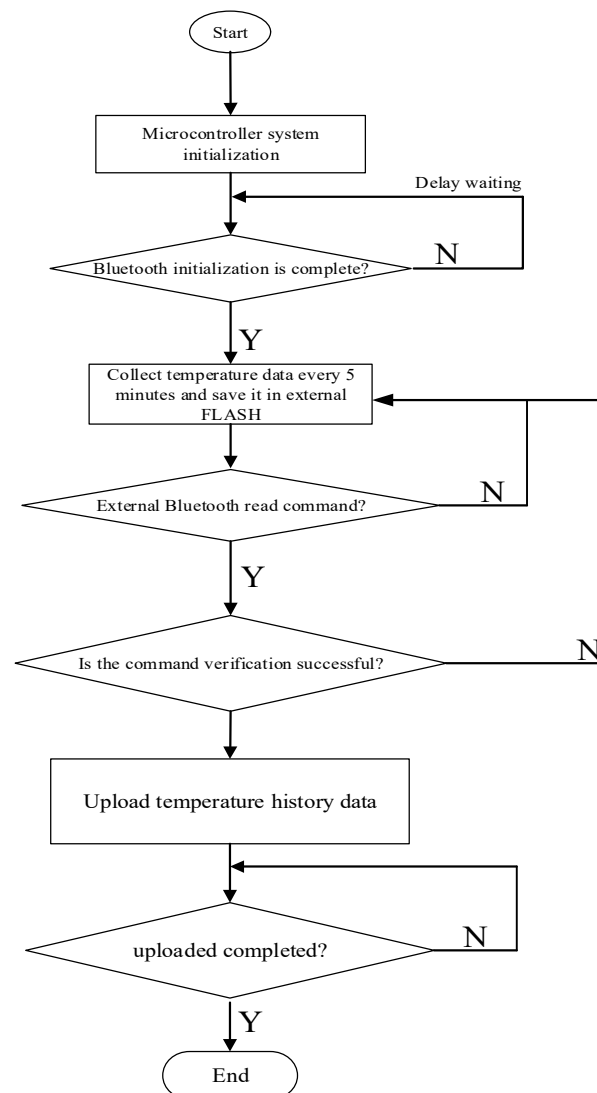 Start
Microcontroller system
initialization
Delay waiting
Bluetooth initialization is complete?
N
Y
Collect temperature data every 5
minutes and save it in external
FLASH
External Bluetooth read command?
N
Y
Is the command verification successful?
N
Upload temperature history data
uploaded completed?
N
Y
End